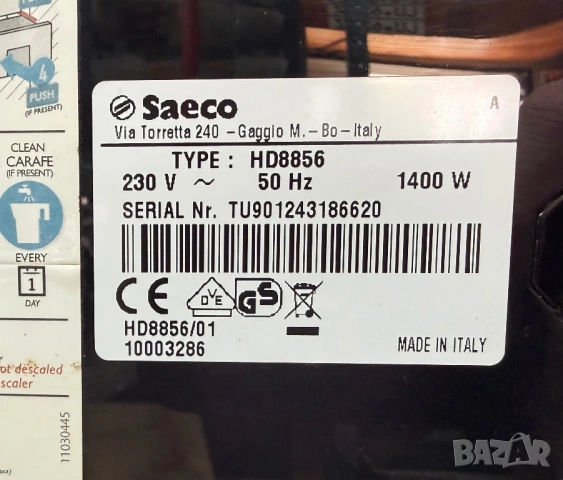 4
PUSH
(IF PRESENT)
CLEAN
CARAFE
(IF PRESENT)
EVERY
1
DAY
ot descaled
scaler
11030445
Saeco
A
Via Torretta 240 - Gaggio M. - Bo - Italy
TYPE : HD8856
230 V ~ 50 Hz 1400 W
SERIAL Nr. TU901243186620
CE DVE GS
HD8856/01
10003286
MADE IN ITALY
BAZAR